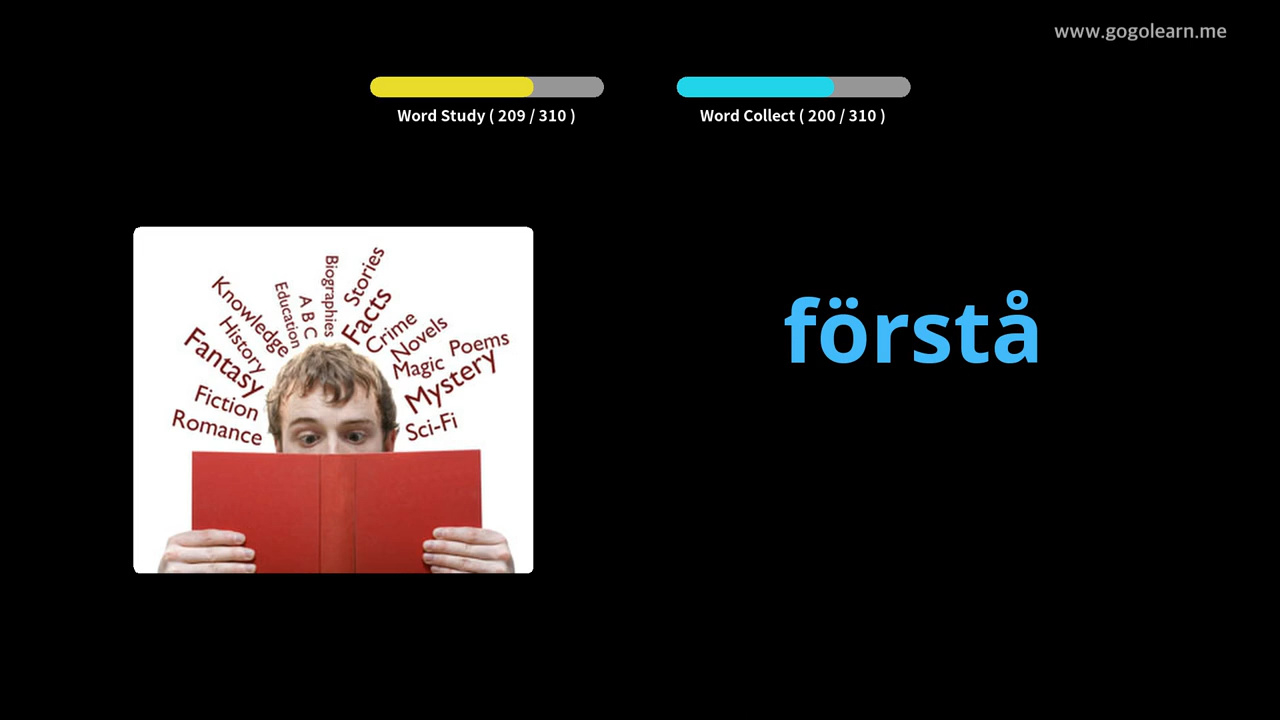 www.gogolearn.me
Word Study ( 209 / 310 )
Word Collect ( 200 / 310 )
förstå
Romance
Fiction
Fantasy
History
Knowledge
Education
A B C
Biographies
Stories
Facts
Crime
Novels
Magic
Poems
Mystery
Sci-Fi